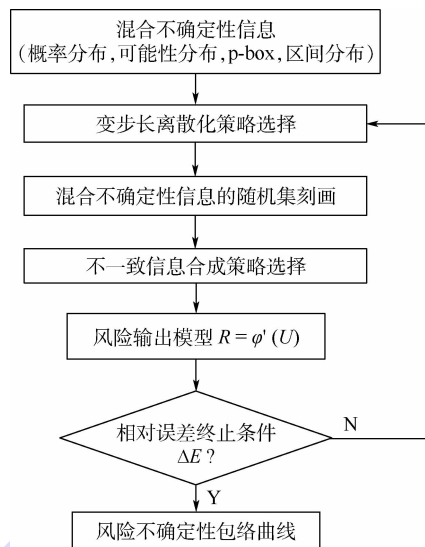 混合不确定性信息
(概率分布,可能性分布,p-box,区间分布)
变步长离散化策略选择
混合不确定性信息的随机集刻画
不一致信息合成策略选择
风险输出模型 R = φ' (U)
相对误差终止条件
ΔE ?
N
Y
风险不确定性包络曲线